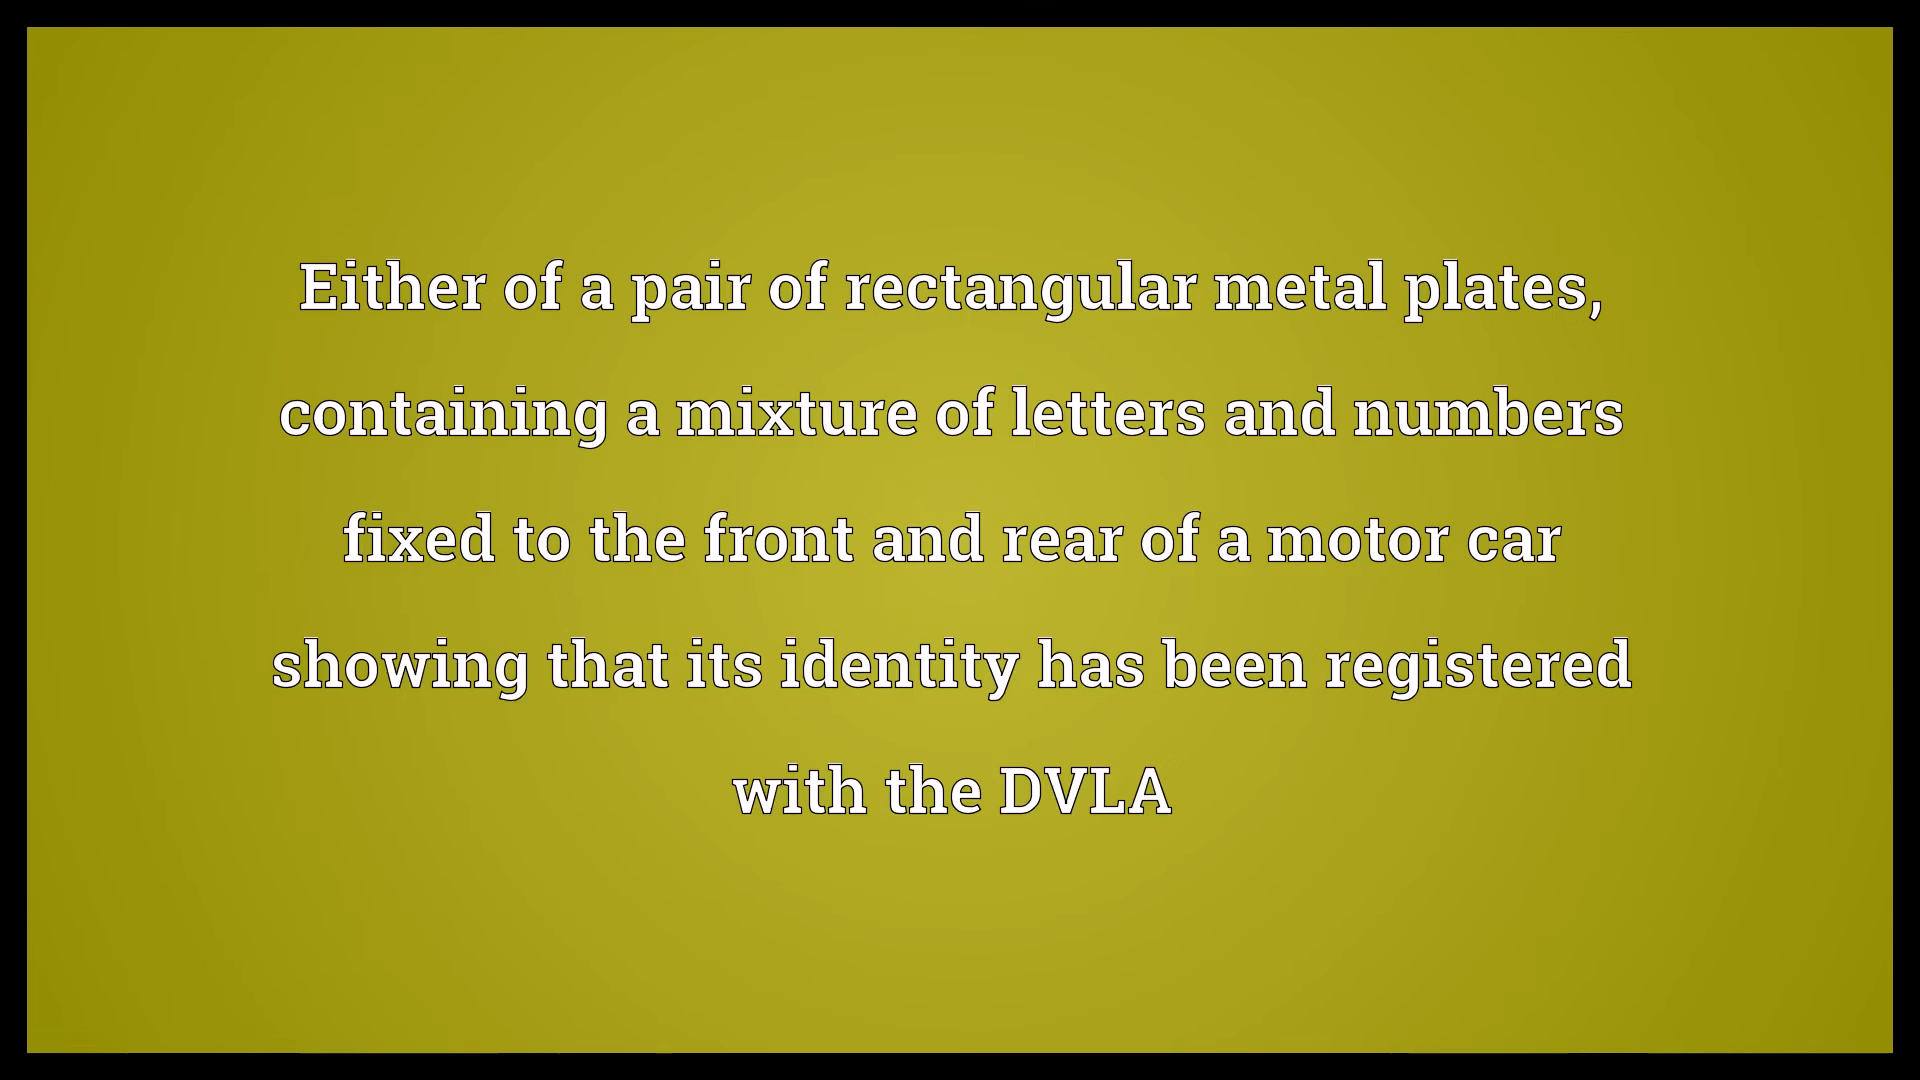 Either of a pair of rectangular metal plates,
containing a mixture of letters and numbers
fixed to the front and rear of a motor car
showing that its identity has been registered
with the DVLA